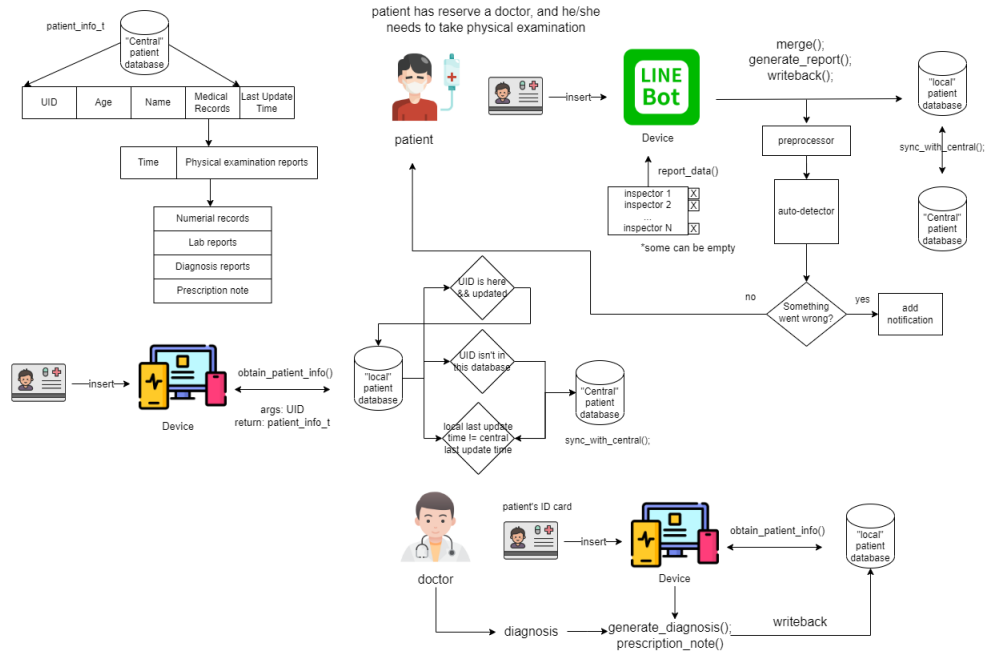 patient_info_t
"Central"
patient
database
UID
Age
Name
Medical
Records
Last Update
Time
Time
Physical examination reports
Numerial records
Lab reports
Diagnosis reports
Prescription note
patient has reserve a doctor, and he/she
needs to take physical examination
patient
insert
LINE
Bot
Device
report_data()
inspector 1
X
inspector 2
X
...
inspector N
X
*some can be empty
merge();
generate_report();
writeback();
"local"
patient
database
sync_with_central();
"Central"
patient
database
preprocessor
auto-detector
Something
went wrong?
no
yes
add
notification
insert
Device
obtain_patient_info()
args: UID
return: patient_info_t
"local"
patient
database
UID is here
&& updated
UID isn't in
this database
local last update
time != central
last update time
"Central"
patient
database
sync_with_central();
doctor
patient's ID card
insert
Device
obtain_patient_info()
"local"
patient
database
diagnosis
generate_diagnosis();
prescription_note()
writeback